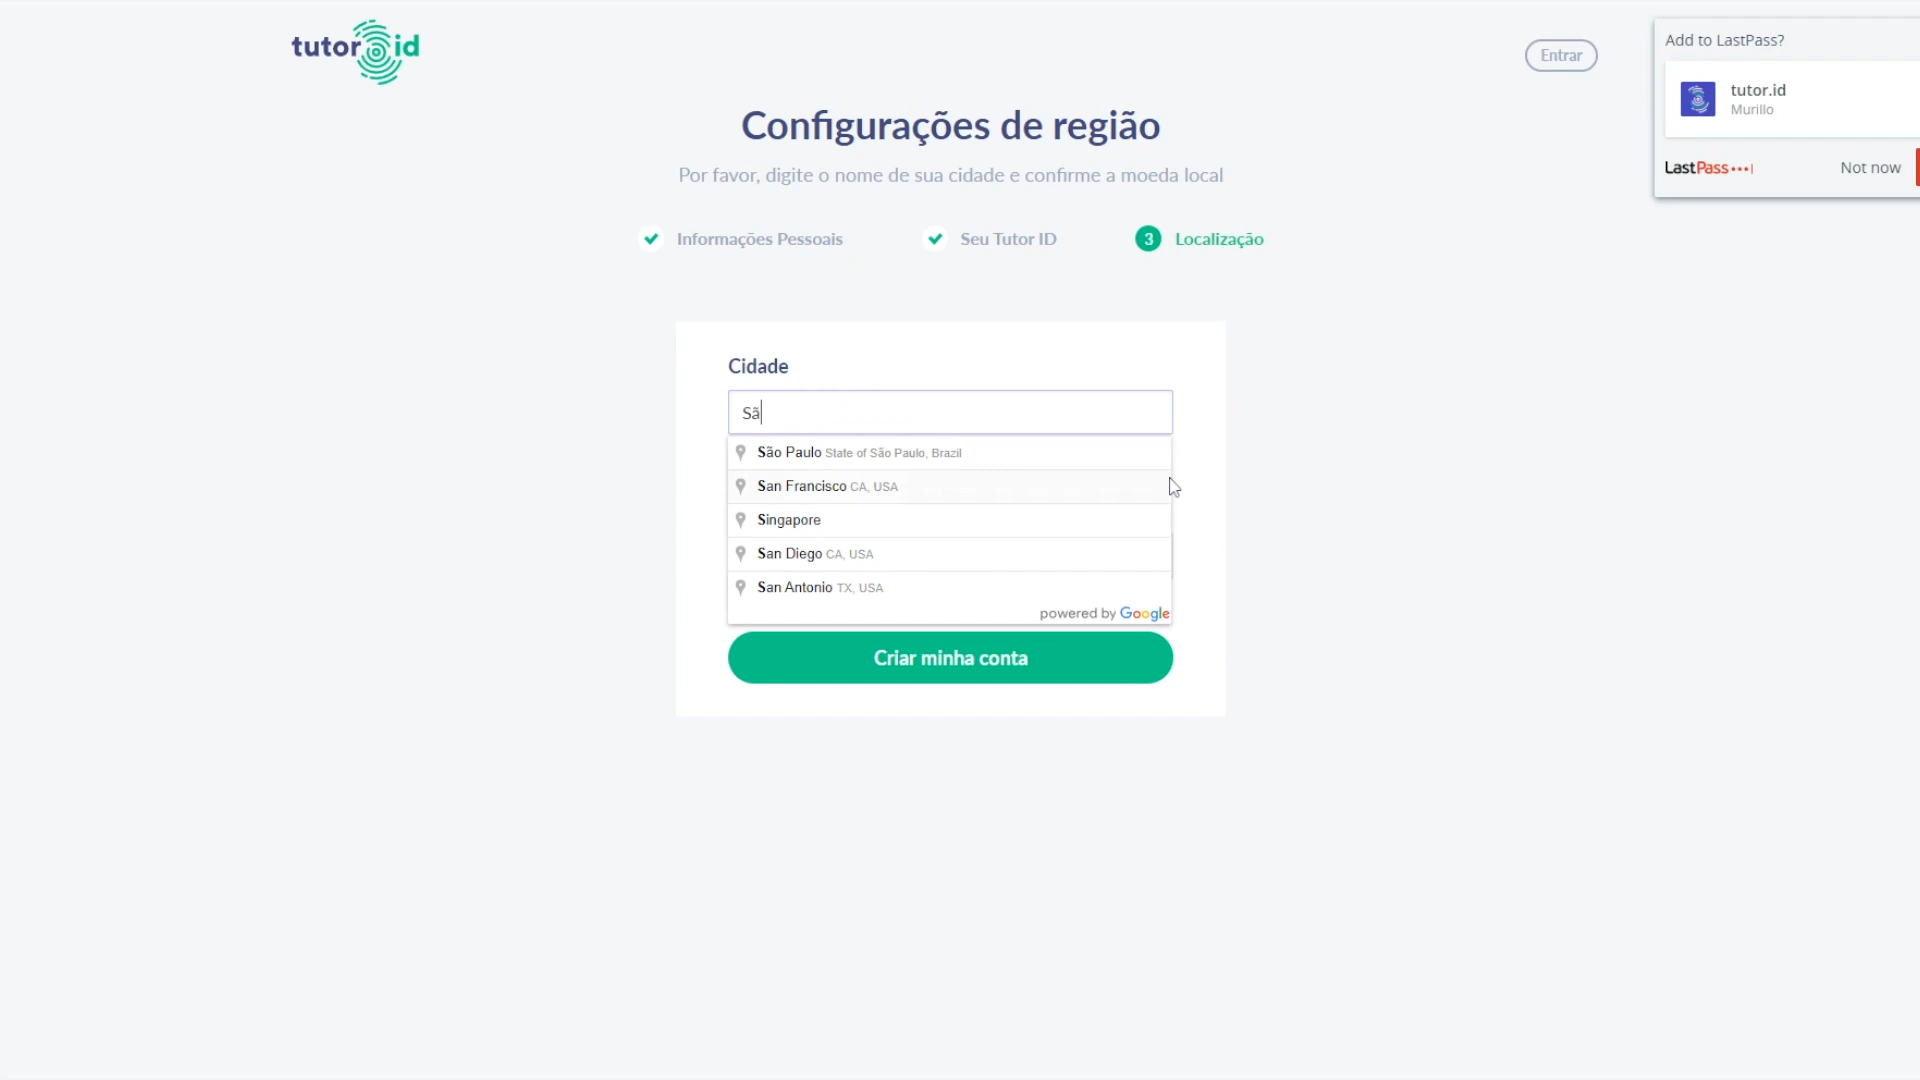 tutor id
Entrar
Add to LastPass?
tutor.id
Murillo
LastPass
Not now
Configurações de região
Por favor, digite o nome de sua cidade e confirme a moeda local
Informações Pessoais
Seu Tutor ID
3 Localização
Cidade
Sã
São Paulo State of São Paulo, Brazil
San Francisco CA, USA
Singapore
San Diego CA, USA
San Antonio TX, USA
powered by Google
Criar minha conta